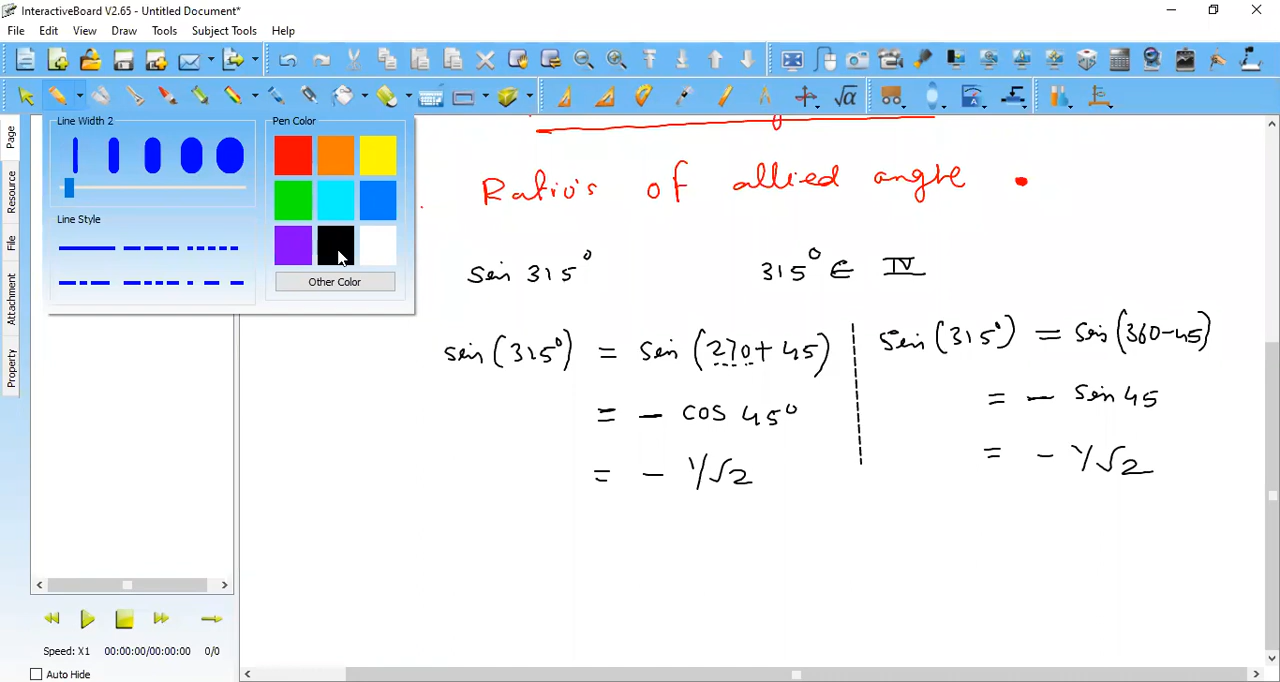 InteractiveBoard V2.65 - Untitled Document*
File Edit View Draw Tools Subject Tools Help
Page
Resource
File
Attachment
Property
Line Width 2
Pen Color
Line Style
Other Color
Ratio's of allied angle .
sin 315° 315° ∈ IV
sin(315°) = sin(270+45)
= - cos 45°
= - 1/√2
sin(315°) = sin(360-45)
= - sin 45
= - 1/√2
Speed: X1 00:00:00/00:00:00 0/0
Auto Hide